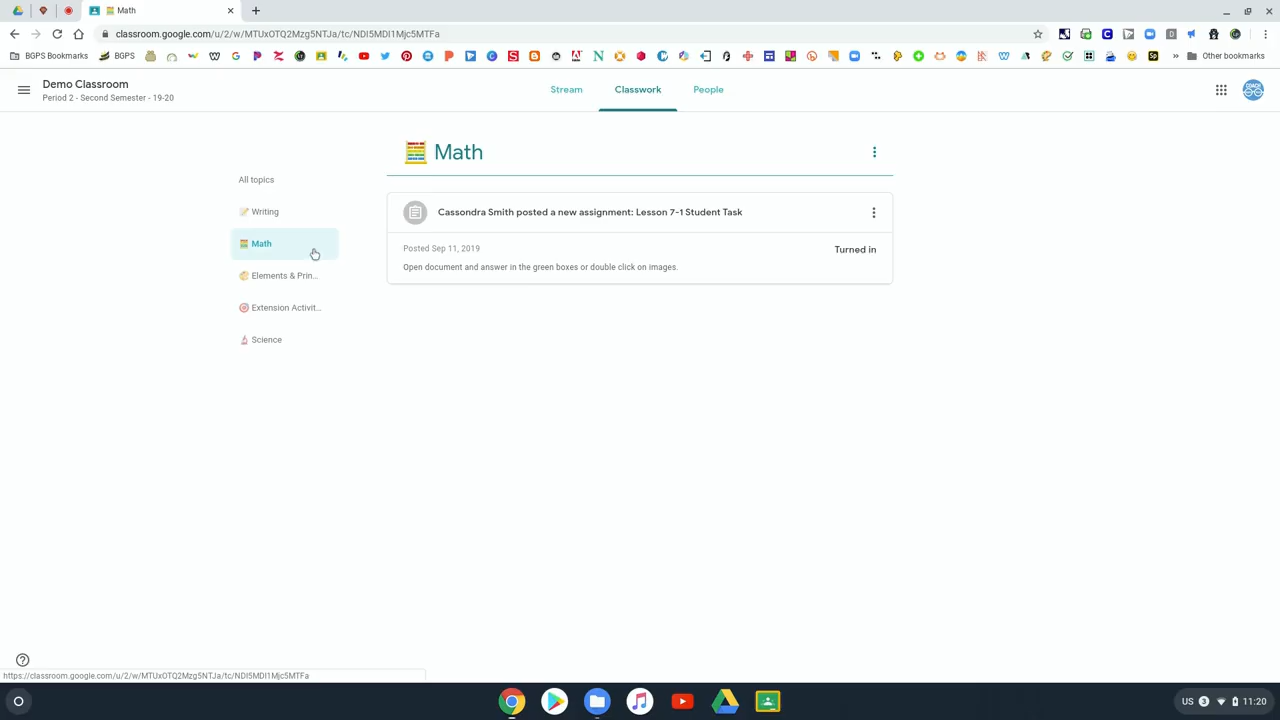 Math
classroom.google.com/u/2/w/MTUxOTQ2Mzg5NTJa/tc/NDI5MDI1Mjc5MTFa
BGPS Bookmarks
BGPS
Other bookmarks
Demo Classroom
Period 2 - Second Semester - 19-20
Stream
Classwork
People
Math
All topics
Writing
Math
Elements & Prin...
Extension Activit...
Science
Cassondra Smith posted a new assignment: Lesson 7-1 Student Task
Posted Sep 11, 2019
Turned in
Open document and answer in the green boxes or double click on images.
https://classroom.google.com/u/2/w/MTUxOTQ2Mzg5NTJa/tc/NDI5MDI1Mjc5MTFa
US 3 11:20